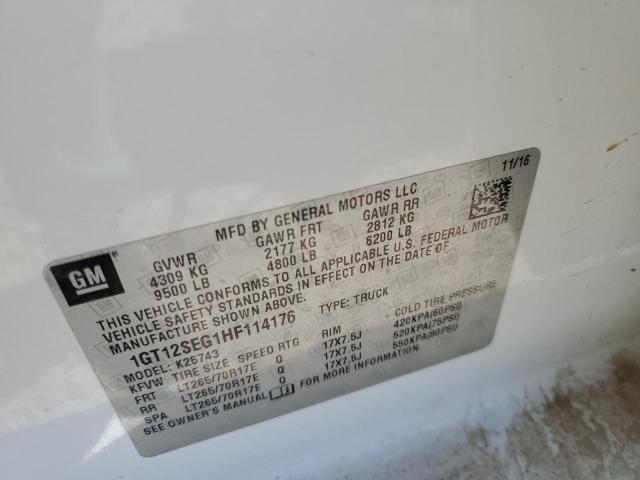 11/16
GM
MFD BY GENERAL MOTORS LLC
GVWR GAWR FRT GAWR RR
4309 KG 2177 KG 2812 KG
9500 LB 4800 LB 6200 LB
THIS VEHICLE CONFORMS TO ALL APPLICABLE U.S. FEDERAL MOTOR
VEHICLE SAFETY STANDARDS IN EFFECT ON THE DATE OF
MANUFACTURE SHOWN ABOVE.
1GT12SEG1HF114176 TYPE: TRUCK
MODEL: K25743
KFVW TIRE SIZE SPEED RTG RIM COLD TIRE PRESSURE
FRT LT265/70R17E Q 17X7.5J 420KPA(60PSI)
RR LT265/70R17E Q 17X7.5J 520KPA(75PSI)
SPA LT265/70R17E Q 17X7.5J 550KPA(80PSI)
SEE OWNER'S MANUAL FOR MORE INFORMATION.